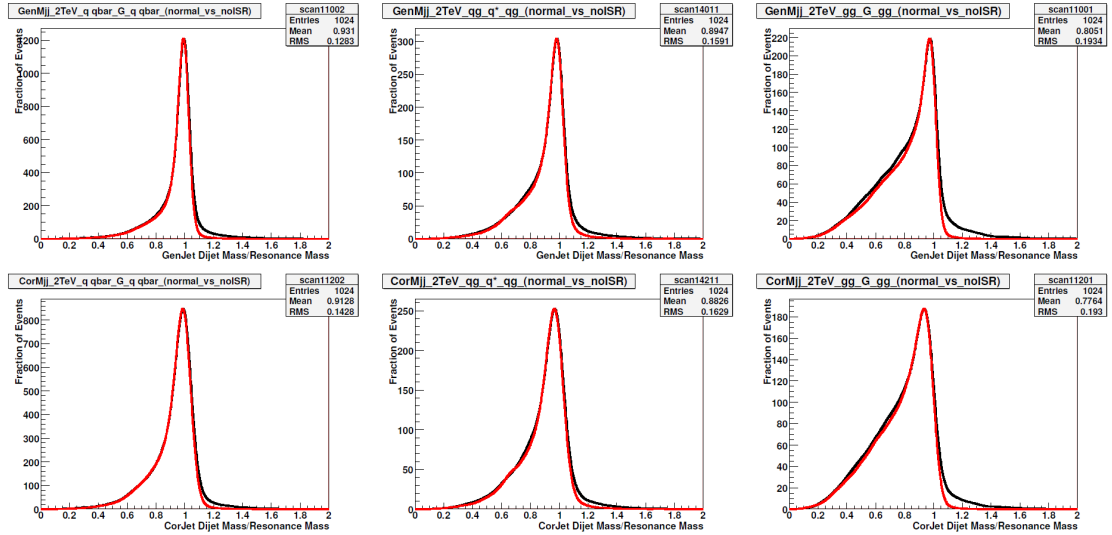 GenMjj_2TeV_q qbar_G_q qbar_(normal_vs_noISR)
scan11002
Entries 1024
Mean 0.931
RMS 0.1283
Fraction of Events
1200
1000
800
600
400
200
0
0 0.2 0.4 0.6 0.8 1 1.2 1.4 1.6 1.8 2
GenJet Dijet Mass/Resonance Mass
GenMjj_2TeV_qg_q*_qg_(normal_vs_noISR)
scan14011
Entries 1024
Mean 0.8947
RMS 0.1591
Fraction of Events
300
250
200
150
100
50
0
0 0.2 0.4 0.6 0.8 1 1.2 1.4 1.6 1.8 2
GenJet Dijet Mass/Resonance Mass
GenMjj_2TeV_gg_G_gg_(normal_vs_noISR)
scan11001
Entries 1024
Mean 0.8051
RMS 0.1934
Fraction of Events
220
200
180
160
140
120
100
80
60
40
20
0
0 0.2 0.4 0.6 0.8 1 1.2 1.4 1.6 1.8 2
GenJet Dijet Mass/Resonance Mass
CorMjj_2TeV_q qbar_G_q qbar_(normal_vs_noISR)
scan11202
Entries 1024
Mean 0.9128
RMS 0.1428
Fraction of Events
800
700
600
500
400
300
200
100
0
0 0.2 0.4 0.6 0.8 1 1.2 1.4 1.6 1.8 2
CorJet Dijet Mass/Resonance Mass
CorMjj_2TeV_qg_q*_qg_(normal_vs_noISR)
scan14211
Entries 1024
Mean 0.8826
RMS 0.1629
Fraction of Events
250
200
150
100
50
0
0 0.2 0.4 0.6 0.8 1 1.2 1.4 1.6 1.8 2
CorJet Dijet Mass/Resonance Mass
CorMjj_2TeV_gg_G_gg_(normal_vs_noISR)
scan11201
Entries 1024
Mean 0.7764
RMS 0.193
Fraction of Events
180
160
140
120
100
80
60
40
20
0
0 0.2 0.4 0.6 0.8 1 1.2 1.4 1.6 1.8 2
CorJet Dijet Mass/Resonance Mass